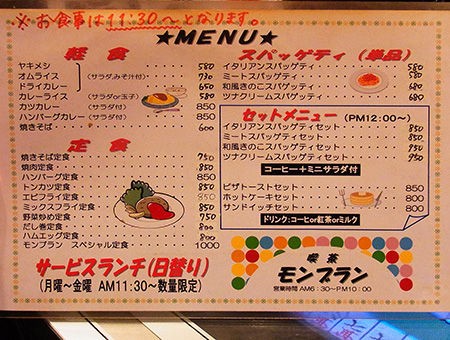 ※お食事は11:30〜となります。
★MENU★
軽食
ヤキメシ 580
オムライス (サラダ,みそ汁付) 730
ドライカレー 650
カレーライス (サラダor玉子) 580
カツカレー (サラダ付) 850
ハンバーグカレー (サラダ付) 850
焼きそば 600
定食
焼きそば定食 750
焼肉定食 850
ハンバーグ定食 850
トンカツ定食 850
エビフライ定食 850
ミックスフライ定食 850
野菜炒め定食 850
だし巻定食 750
ハムエッグ定食 800
モンブラン スペシャル定食 1000
サービスランチ(日替り)
(月曜〜金曜 AM11:30〜数量限定)
スパッゲティ (単品)
イタリアンスパッゲティ 580
ミートスパッゲティ 580
和風きのこスパッゲティ 680
ツナクリームスパッゲティ 680
セットメニュー (PM12:00〜)
イタリアンスパッゲティセット 850
ミートスパッゲティセット 850
和風きのこスパッゲティセット 950
ツナクリームスパッゲティセット 950
コーヒー+ミニサラダ付
ピザトーストセット 850
ホットケーキセット 800
サンドイッチセット 800
ドリンク:コーヒor紅茶orミルク
喫茶
モンブラン
営業時間 AM6:30〜PM10:00